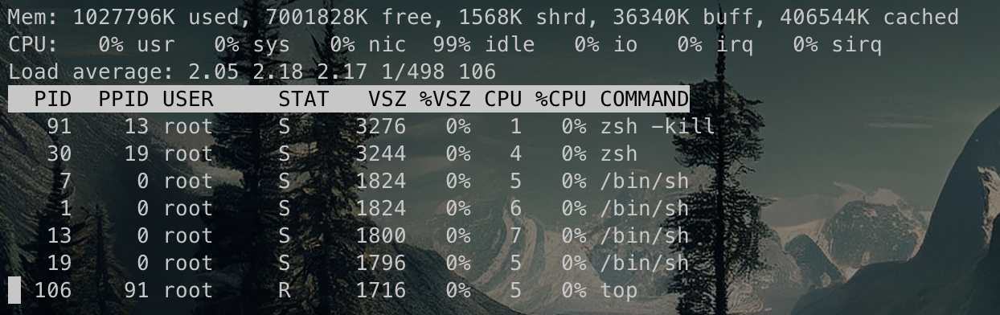 Mem: 1027796K used, 7001828K free, 1568K shrd, 36340K buff, 406544K cached
CPU:   0% usr   0% sys   0% nic  99% idle   0% io   0% irq   0% sirq
Load average: 2.05 2.18 2.17 1/498 106
  PID  PPID USER     STAT   VSZ %VSZ CPU %CPU COMMAND
   91    13 root     S     3276   0%   1   0% zsh -kill
   30    19 root     S     3244   0%   4   0% zsh
    7     0 root     S     1824   0%   5   0% /bin/sh
    1     0 root     S     1824   0%   6   0% /bin/sh
   13     0 root     S     1800   0%   7   0% /bin/sh
   19     0 root     S     1796   0%   5   0% /bin/sh
  106    91 root     R     1716   0%   5   0% top